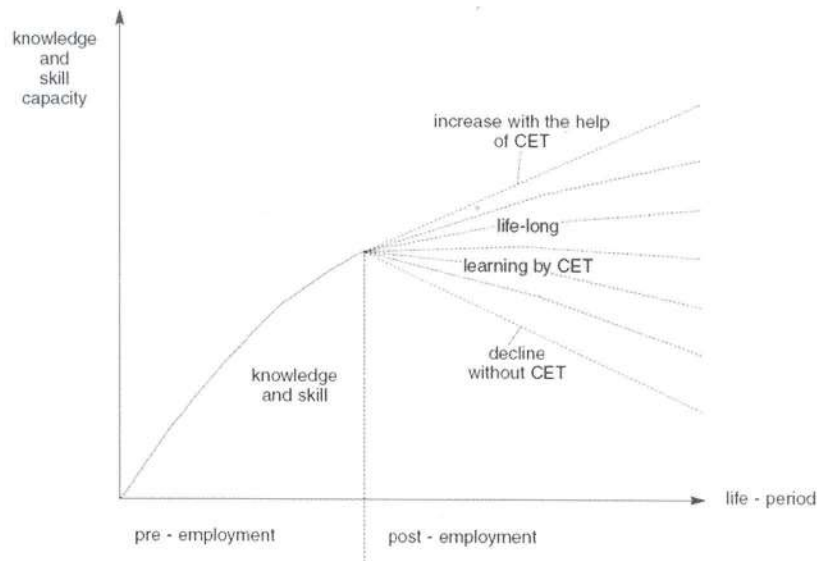 knowledge
and
skill
capacity
increase with the help
of CET
life-long
learning by CET
decline
without CET
knowledge
and skill
life - period
pre - employment
post - employment